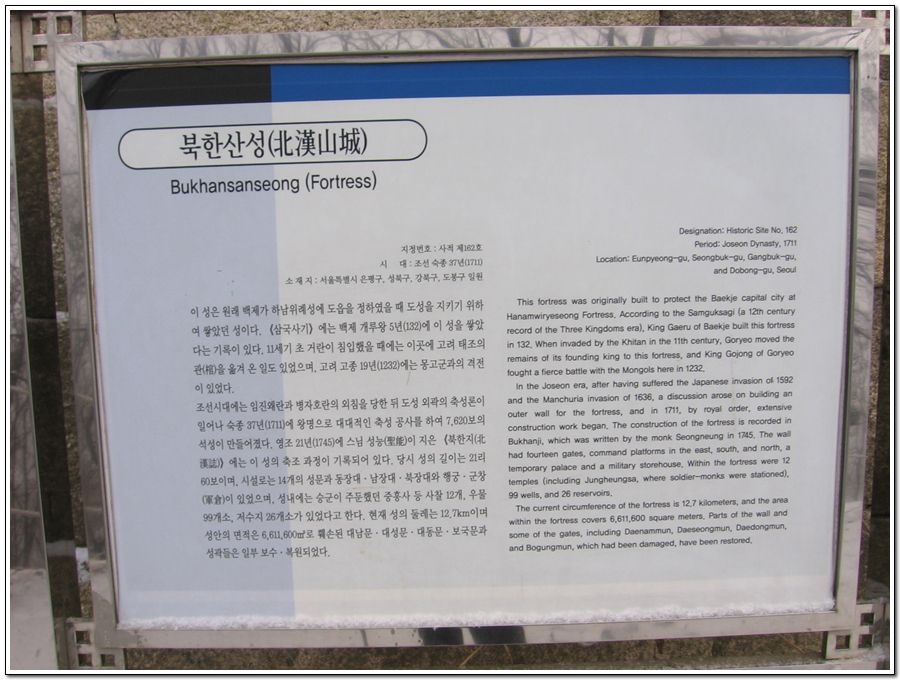 북한산성(北漢山城)
Bukhansanseong (Fortress)
지정번호 : 사적 제162호
시 대 : 조선 숙종 37년(1711)
소 재 지 : 서울특별시 은평구, 성북구, 강북구, 도봉구 일원
이 성은 원래 백제가 하남위례성에 도읍을 정하였을 때 도성을 지키기 위하
여 쌓았던 성이다. 《삼국사기》에는 백제 개루왕 5년(132)에 이 성을 쌓았
다는 기록이 있다. 11세기 초 거란이 침입했을 때에는 이곳에 고려 태조의
관(棺)을 옮겨 온 일도 있었으며, 고려 고종 19년(1232)에는 몽고군과의 격전
이 있었다.
조선시대에는 임진왜란과 병자호란의 외침을 당한 뒤 도성 외곽의 축성론이
일어나 숙종 37년(1711)에 왕명으로 대대적인 축성 공사를 하여 7,620보의
석성이 만들어졌다. 영조 21년(1745)에 스님 성능(聖能)이 지은 《북한지(北
漢誌)》에는 이 성의 축조 과정이 기록되어 있다. 당시 성의 길이는 21리
60보이며, 시설로는 14개의 성문과 동장대·남장대·북장대와 행궁·군창
(軍倉)이 있었으며, 성내에는 승군이 주둔했던 중흥사 등 사찰 12개, 우물
99개소, 저수지 26개소가 있었다고 한다. 현재 성의 둘레는 12.7km이며
성안의 면적은 6,611,600㎡로 훼손된 대남문·대성문·대동문·보국문과
성곽들은 일부 보수·복원되었다.
Designation: Historic Site No. 162
Period: Joseon Dynasty, 1711
Location: Eunpyeong-gu, Seongbuk-gu, Gangbuk-gu,
and Dobong-gu, Seoul
This fortress was originally built to protect the Baekje capital city at
Hanamwiryeseong Fortress. According to the Samguksagi (a 12th century
record of the Three Kingdoms era), King Gaeru of Baekje built this fortress
in 132. When invaded by the Khitan in the 11th century, Goryeo moved the
remains of its founding king to this fortress, and King Gojong of Goryeo
fought a fierce battle with the Mongols here in 1232.
In the Joseon era, after having suffered the Japanese invasion of 1592
and the Manchuria invasion of 1636, a discussion arose on building an
outer wall for the fortress, and in 1711, by royal order, extensive
construction work began. The construction of the fortress is recorded in
Bukhanji, which was written by the monk Seongneung in 1745. The wall
had fourteen gates, command platforms in the east, south, and north, a
temporary palace and a military storehouse. Within the fortress were 12
temples (including Jungheungsa, where soldier-monks were stationed),
99 wells, and 26 reservoirs.
The current circumference of the fortress is 12.7 kilometers, and the area
within the fortress covers 6,611,600 square meters. Parts of the wall and
some of the gates, including Daenammun, Daeseongmun, Daedongmun,
and Bogungmun, which had been damaged, have been restored.